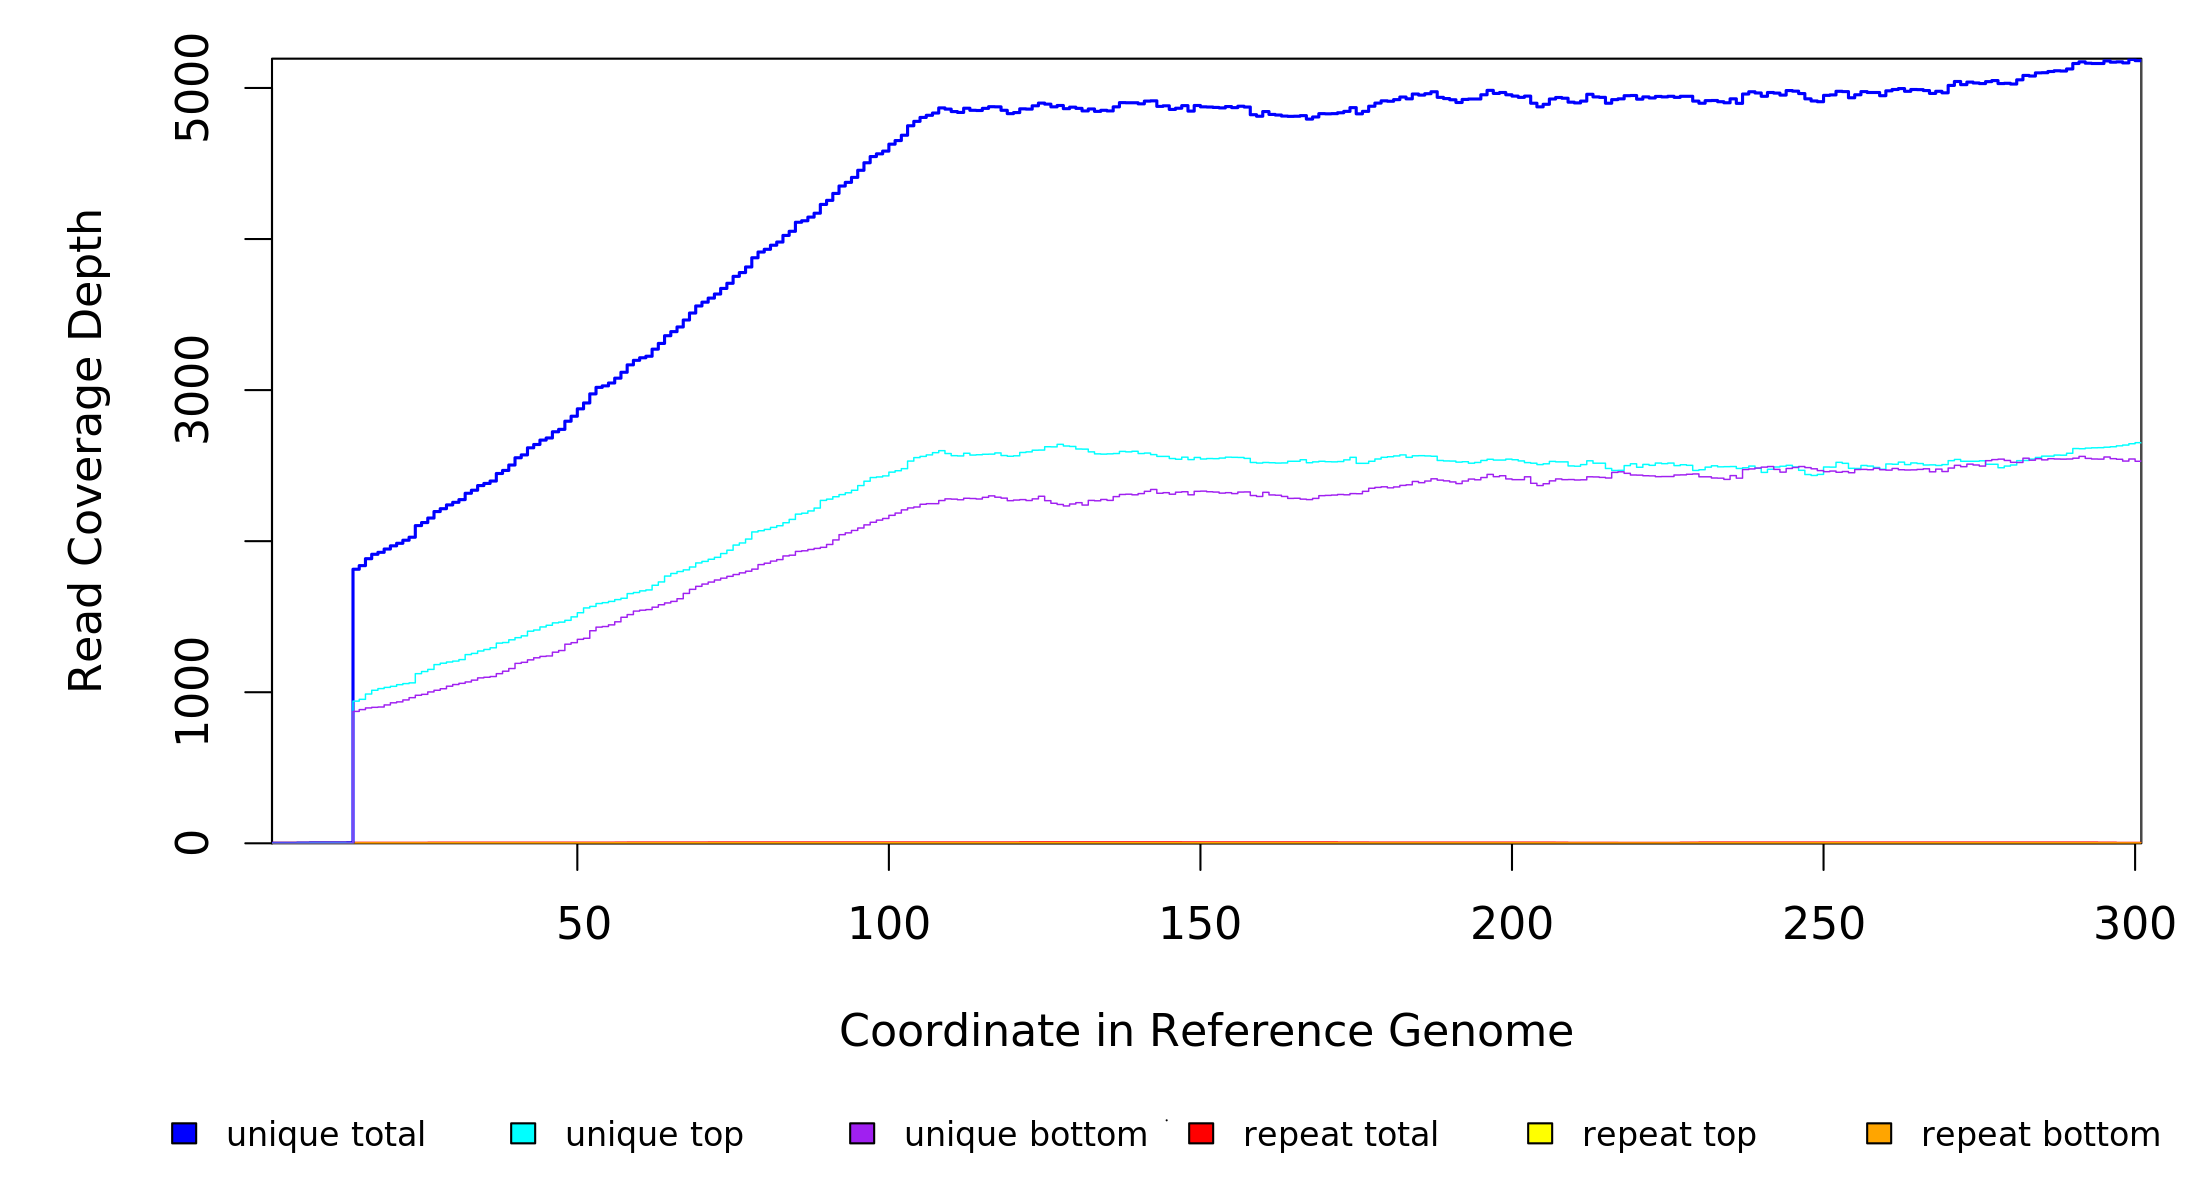 Read Coverage Depth
5000
3000
1000
0
50 100 150 200 250 300
Coordinate in Reference Genome
unique total unique top unique bottom repeat total repeat top repeat bottom